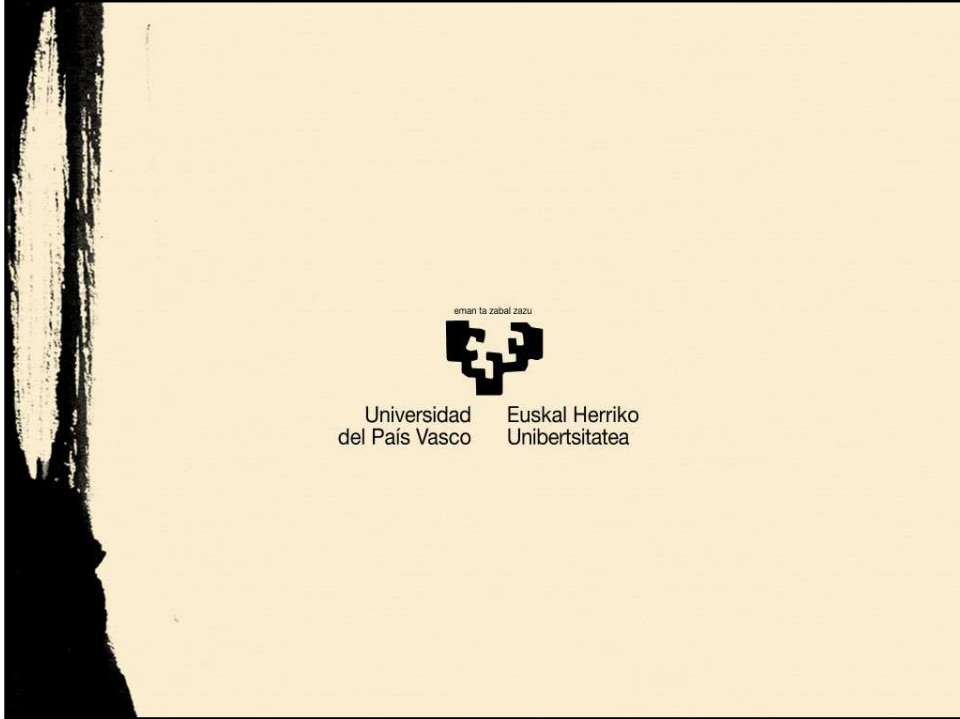 eman ta zabal zazu
Universidad
del País Vasco
Euskal Herriko
Unibertsitatea